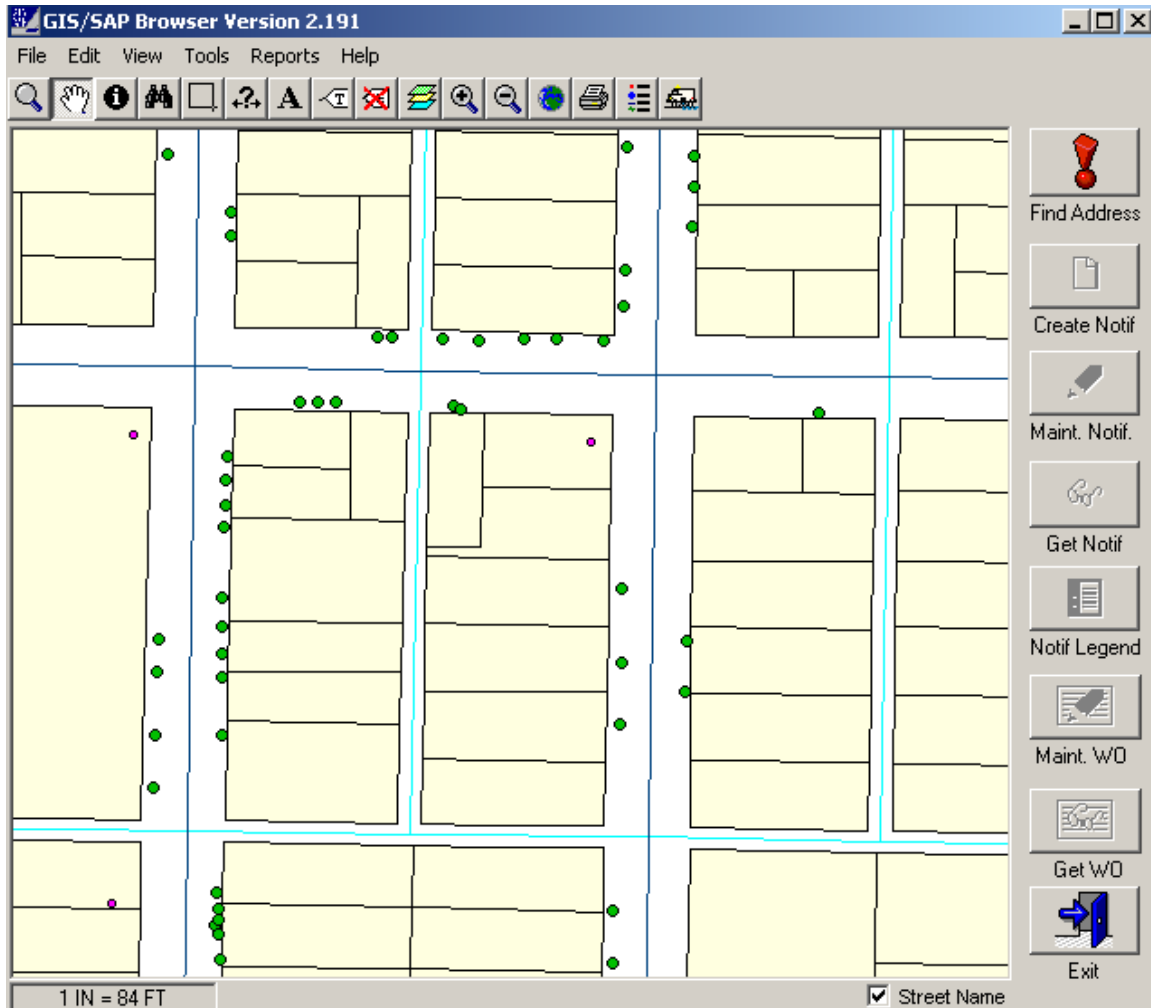 GIS/SAP Browser Version 2.191
File Edit View Tools Reports Help
A
T
Find Address
Create Notif
Maint. Notif.
Get Notif
Notif Legend
Maint. WO
Get WO
Exit
1 IN = 84 FT
Street Name